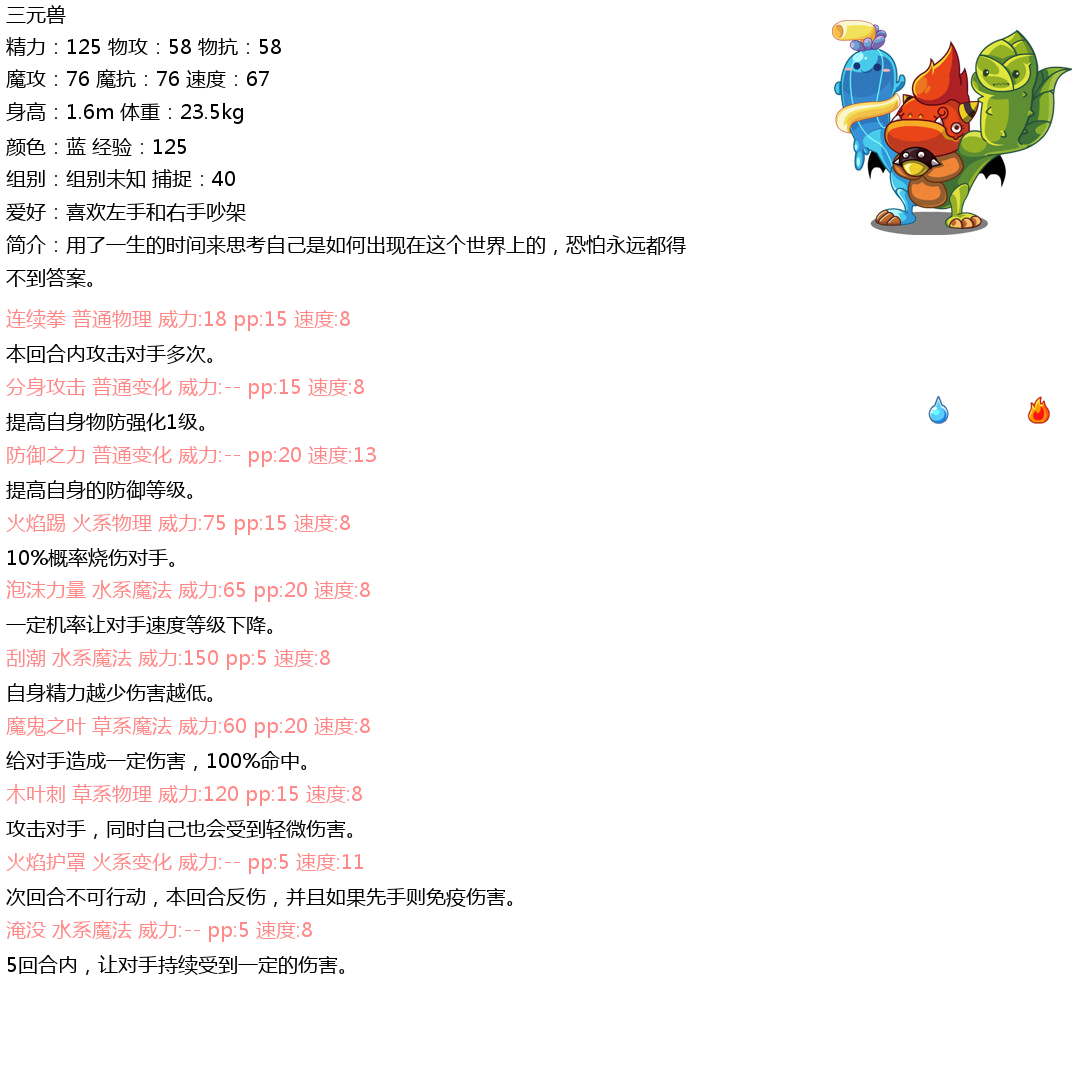 三元兽
精力：125 物攻：58 物抗：58
魔攻：76 魔抗：76 速度：67
身高：1.6m 体重：23.5kg
颜色：蓝 经验：125
组别：组别未知 捕捉：40
爱好：喜欢左手和右手吵架
简介：用了一生的时间来思考自己是如何出现在这个世界上的，恐怕永远都得
不到答案。
连续拳 普通物理 威力:18 pp:15 速度:8
本回合内攻击对手多次。
分身攻击 普通变化 威力:-- pp:15 速度:8
提高自身物防强化1级。
防御之力 普通变化 威力:-- pp:20 速度:13
提高自身的防御等级。
火焰踢 火系物理 威力:75 pp:15 速度:8
10%概率烧伤对手。
泡沫力量 水系魔法 威力:65 pp:20 速度:8
一定机率让对手速度等级下降。
刮潮 水系魔法 威力:150 pp:5 速度:8
自身精力越少伤害越低。
魔鬼之叶 草系魔法 威力:60 pp:20 速度:8
给对手造成一定伤害，100%命中。
木叶刺 草系物理 威力:120 pp:15 速度:8
攻击对手，同时自己也会受到轻微伤害。
火焰护罩 火系变化 威力:-- pp:5 速度:11
次回合不可行动，本回合反伤，并且如果先手则免疫伤害。
淹没 水系魔法 威力:-- pp:5 速度:8
5回合内，让对手持续受到一定的伤害。